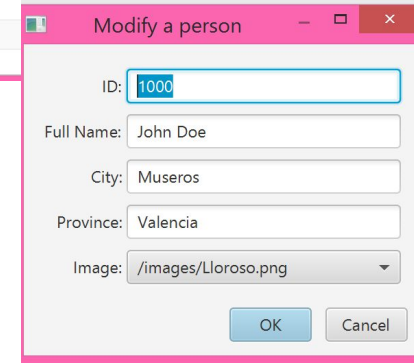 Modify a person
ID: 1000
Full Name: John Doe
City: Museros
Province: Valencia
Image: /images/Lloroso.png
OK Cancel